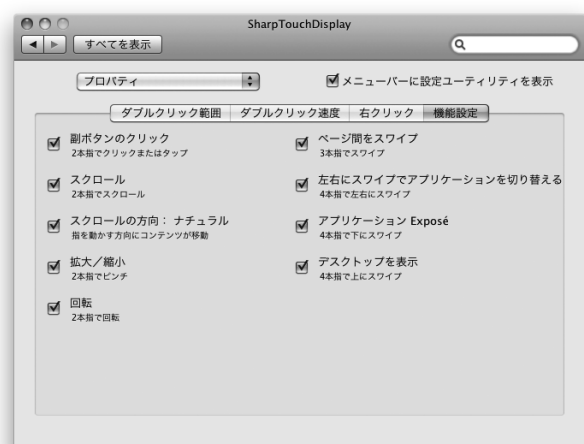 SharpTouchDisplay
すべてを表示
プロパティ
メニューバーに設定ユーティリティを表示
ダブルクリック範囲
ダブルクリック速度
右クリック
機能設定
副ボタンのクリック
2本指でクリックまたはタップ
スクロール
2本指でスクロール
スクロールの方向： ナチュラル
指を動かす方向にコンテンツが移動
拡大／縮小
2本指でピンチ
回転
2本指で回転
ページ間をスワイプ
3本指でスワイプ
左右にスワイプでアプリケーションを切り替える
4本指で左右にスワイプ
アプリケーション Exposé
4本指で下にスワイプ
デスクトップを表示
4本指で上にスワイプ